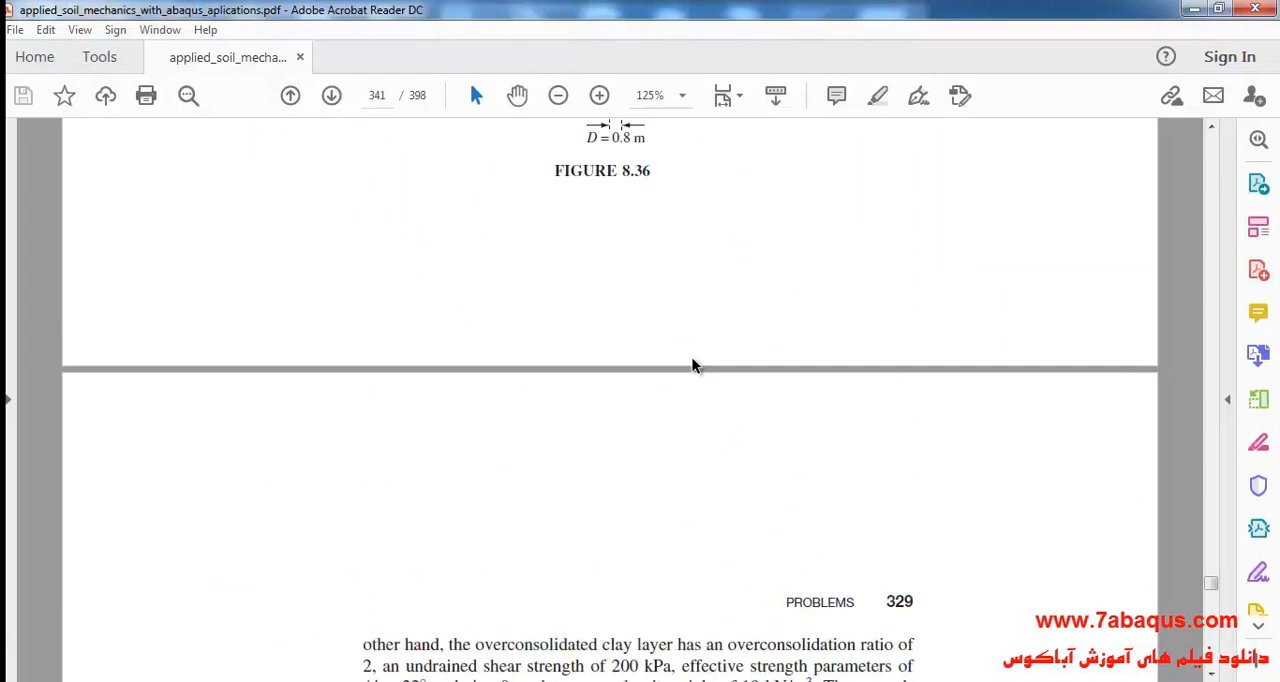 applied_soil_mechanics_with_abaqus_aplications.pdf - Adobe Acrobat Reader DC
File Edit View Sign Window Help
Home Tools applied_soil_mecha... × Sign In
341 / 398 125%
D = 0.8 m
FIGURE 8.36
PROBLEMS 329
other hand, the overconsolidated clay layer has an overconsolidation ratio of
2, an undrained shear strength of 200 kPa, effective strength parameters of
www.7abaqus.com
دانلود فیلم های آموزش آباکوس